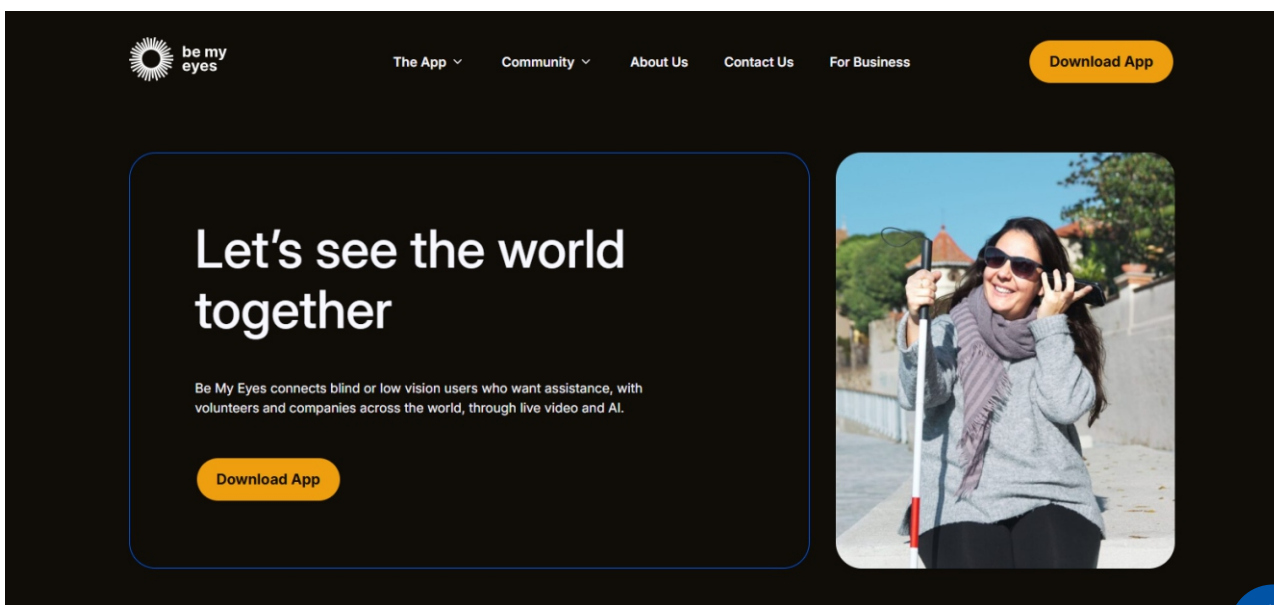 be my
eyes
The App
Community
About Us
Contact Us
For Business
Download App
Let's see the world
together
Be My Eyes connects blind or low vision users who want assistance, with
volunteers and companies across the world, through live video and AI.
Download App